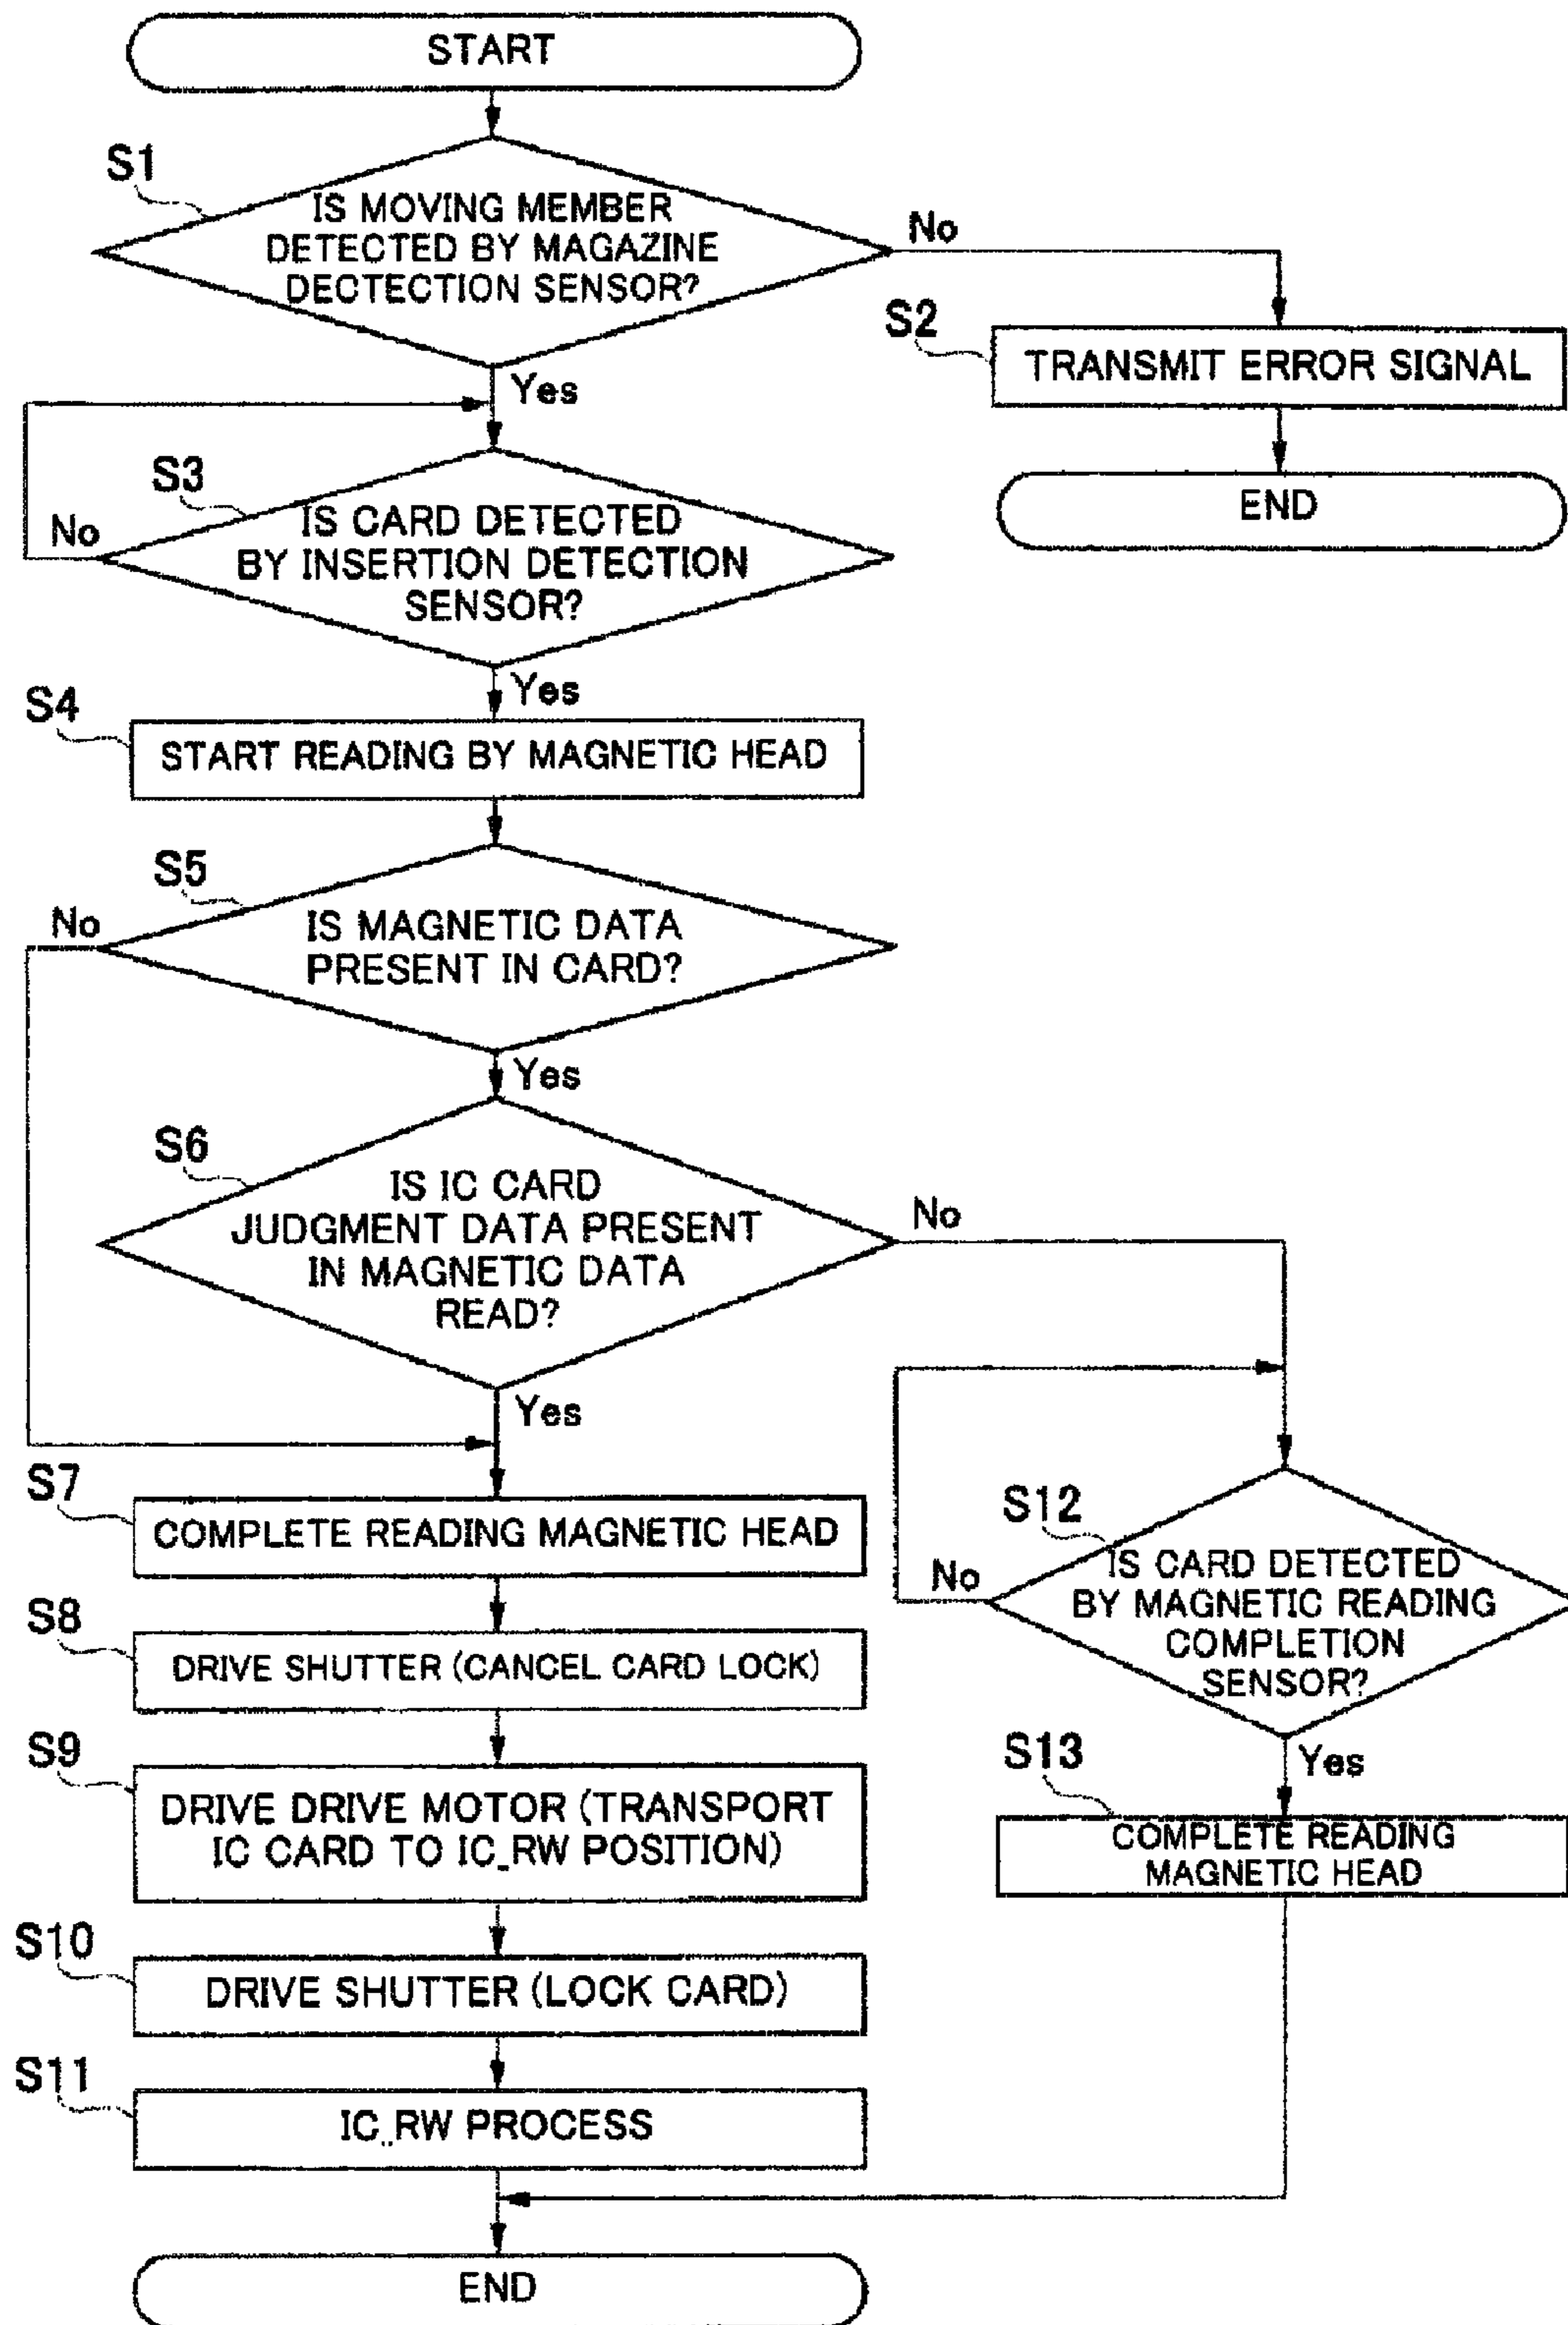 START
S1
IS MOVING MEMBER
DETECTED BY MAGAZINE
DECTECTION SENSOR?
No
Yes
S2
TRANSMIT ERROR SIGNAL
END
S3
IS CARD DETECTED
BY INSERTION DETECTION
SENSOR?
No
Yes
S4
START READING BY MAGNETIC HEAD
S5
IS MAGNETIC DATA
PRESENT IN CARD?
No
Yes
S6
IS IC CARD
JUDGMENT DATA PRESENT
IN MAGNETIC DATA
READ?
No
Yes
S7
COMPLETE READING MAGNETIC HEAD
S8
DRIVE SHUTTER (CANCEL CARD LOCK)
S9
DRIVE DRIVE MOTOR (TRANSPORT
IC CARD TO IC_RW POSITION)
S10
DRIVE SHUTTER (LOCK CARD)
S11
IC_RW PROCESS
S12
IS CARD DETECTED
BY MAGNETIC READING
COMPLETION
SENSOR?
No
Yes
S13
COMPLETE READING
MAGNETIC HEAD
END